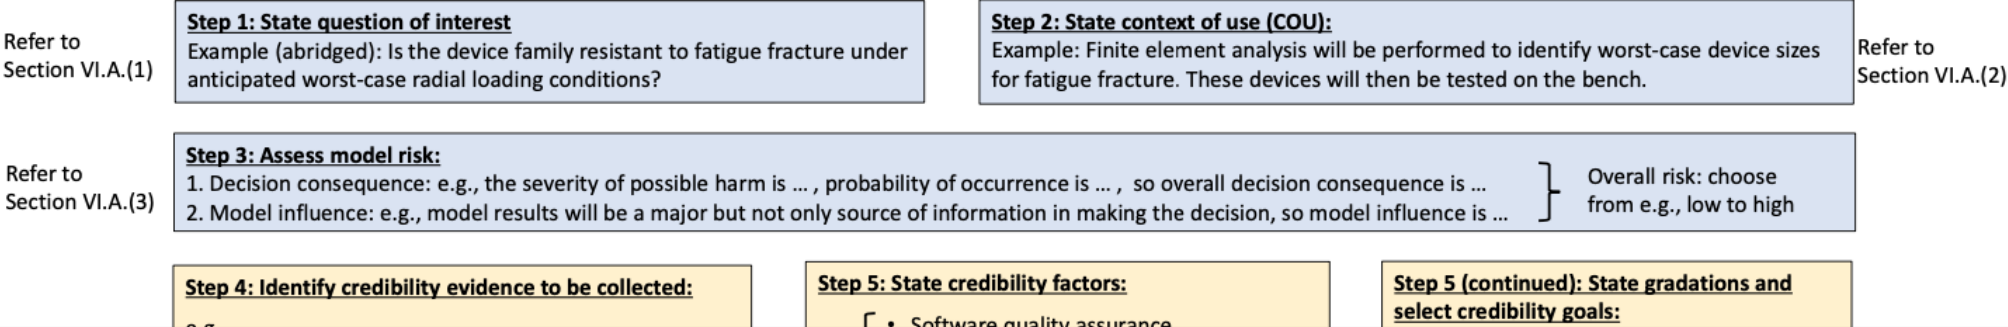 Refer to
Section VI.A.(1)
Step 1: State question of interest
Example (abridged): Is the device family resistant to fatigue fracture under
anticipated worst-case radial loading conditions?
Step 2: State context of use (COU):
Example: Finite element analysis will be performed to identify worst-case device sizes
for fatigue fracture. These devices will then be tested on the bench.
Refer to
Section VI.A.(2)
Refer to
Section VI.A.(3)
Step 3: Assess model risk:
1. Decision consequence: e.g., the severity of possible harm is ... , probability of occurrence is ... , so overall decision consequence is ...
2. Model influence: e.g., model results will be a major but not only source of information in making the decision, so model influence is ...
Overall risk: choose
from e.g., low to high
Step 4: Identify credibility evidence to be collected:
Step 5: State credibility factors:
• Software quality assurance
Step 5 (continued): State gradations and
select credibility goals: